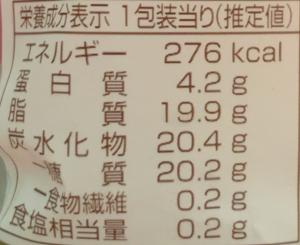 栄養成分表示 1包装当り(推定値)
エネルギー 276 kcal
蛋白質 4.2 g
脂質 19.9 g
炭水化物 20.4 g
-糖質 20.2 g
-食物繊維 0.2 g
食塩相当量 0.2 g